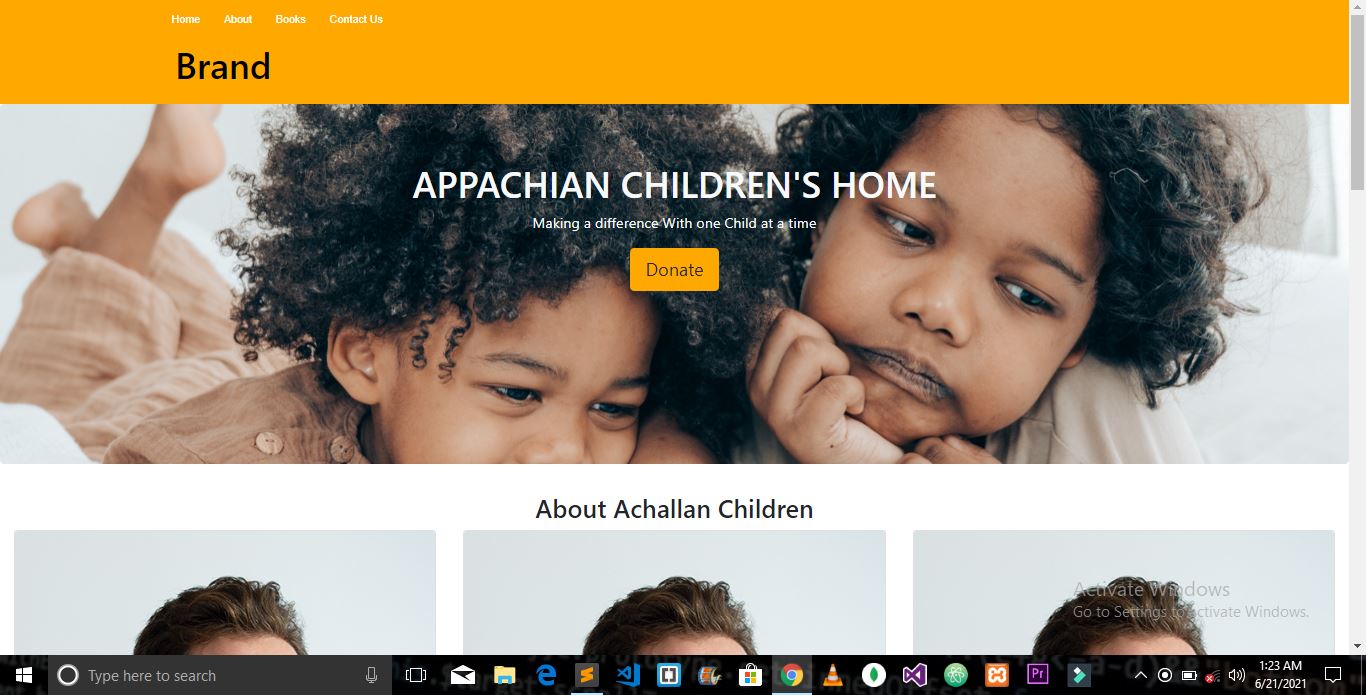 Home About Books Contact Us
Brand
APPACHIAN CHILDREN'S HOME
Making a difference With one Child at a time
Donate
About Achallan Children
Activate Windows
Go to Settings to Activate Windows.
Type here to search
Pr
1:23 AM
6/21/2021